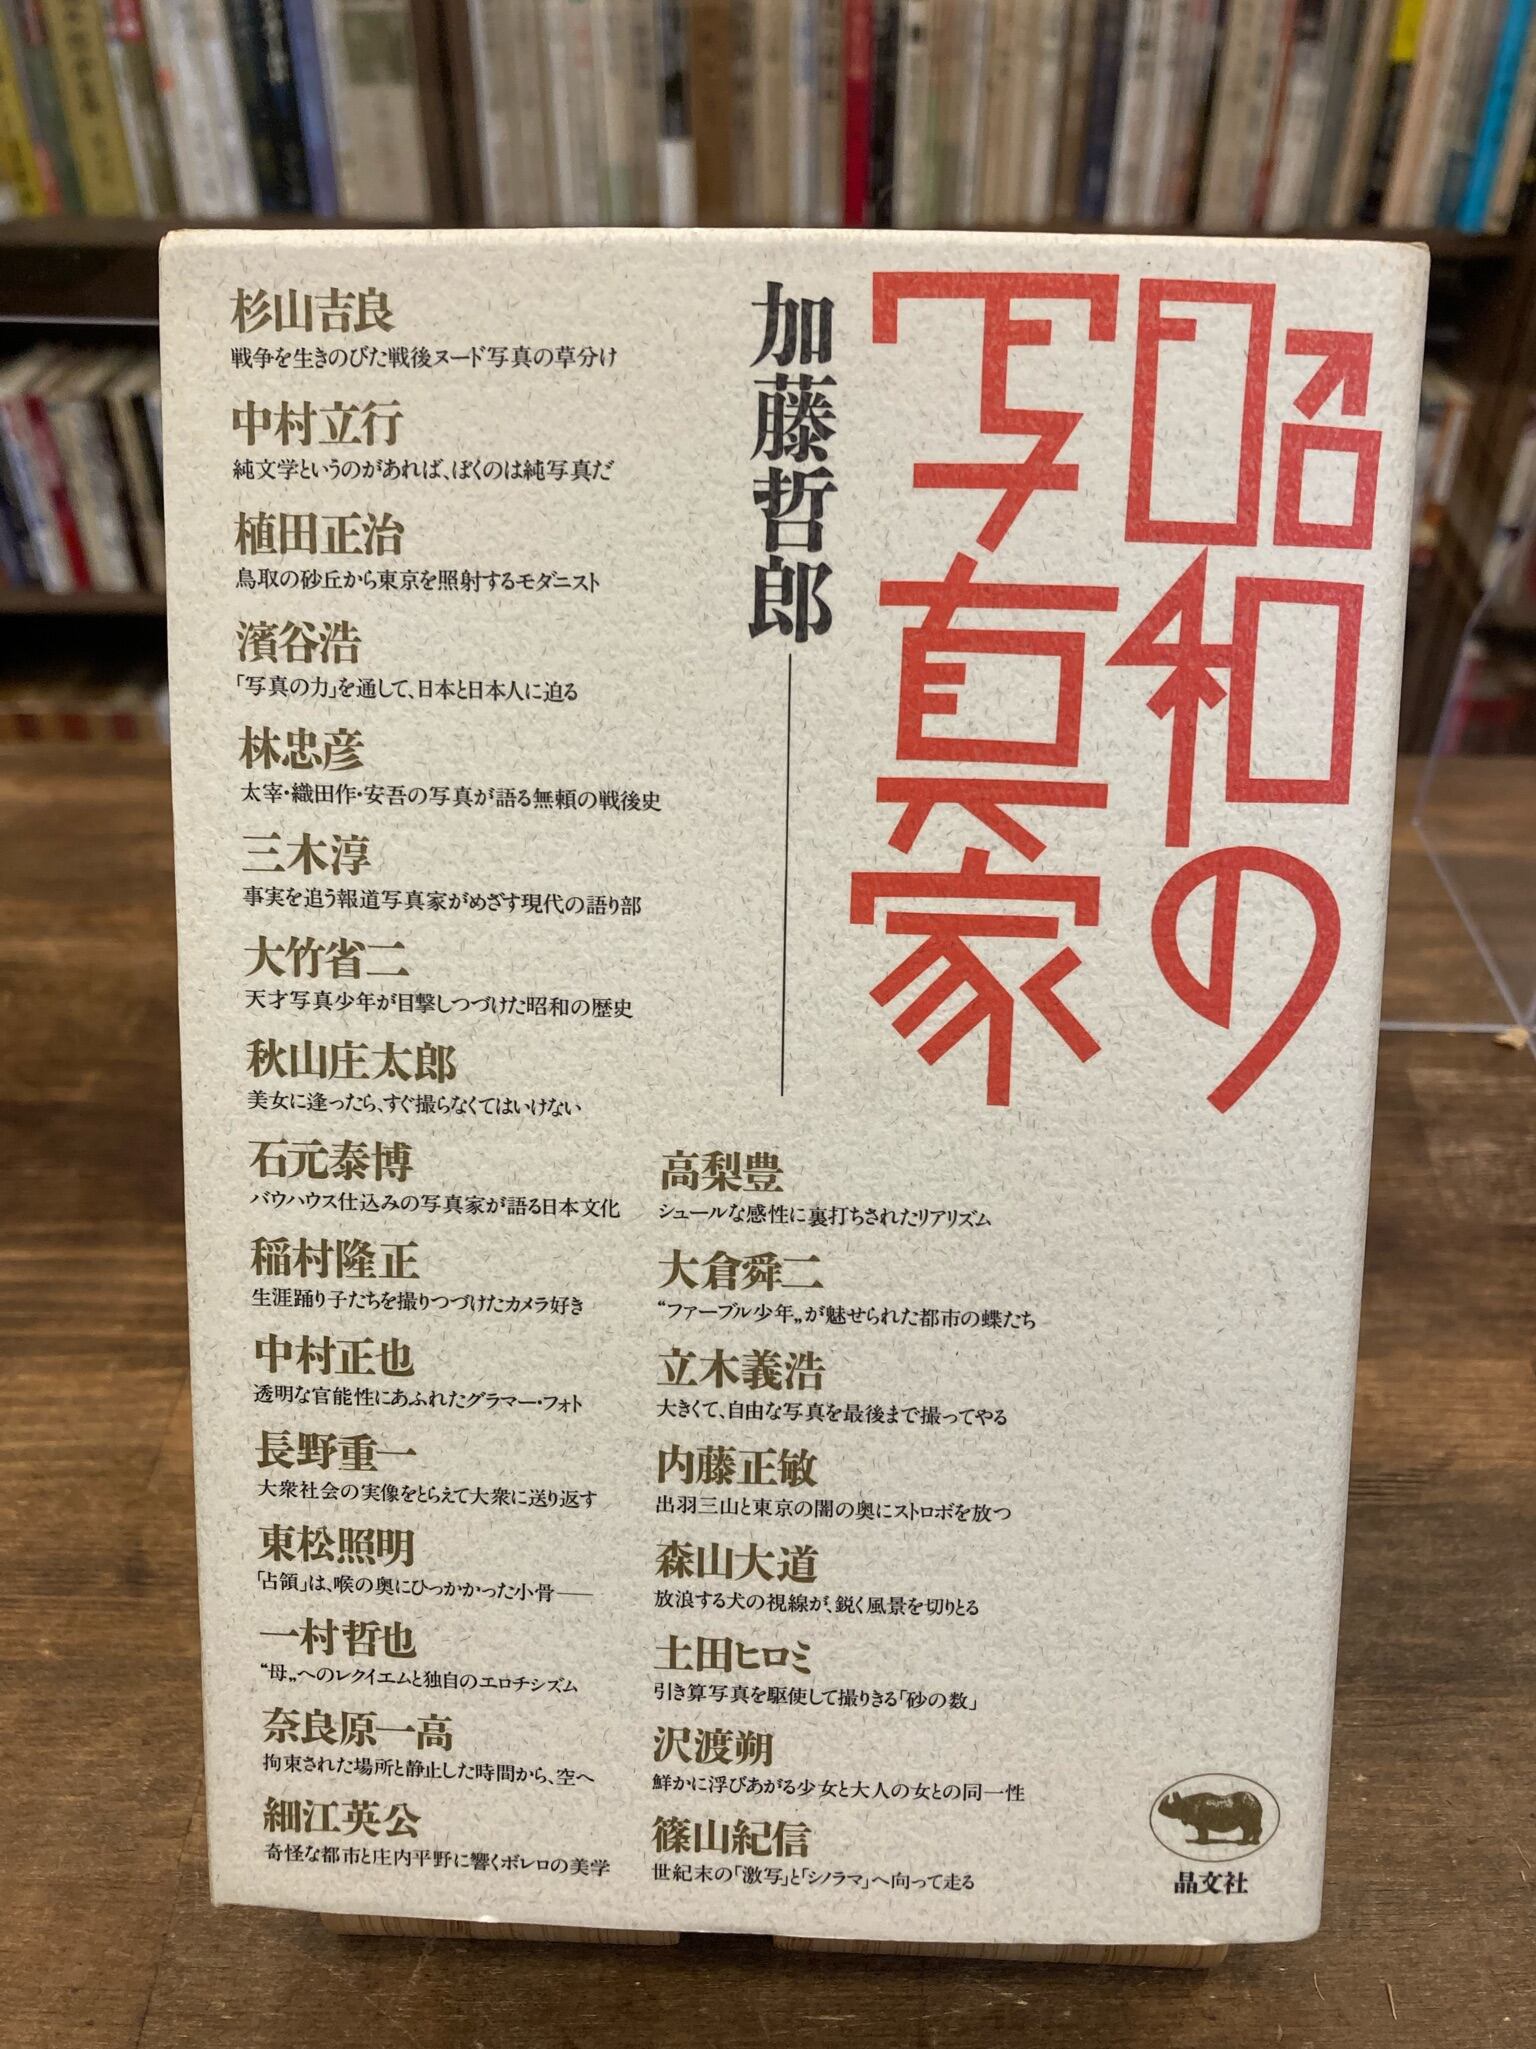 昭和の
写真家
加藤哲郎
杉山吉良
戦争を生きのびた戦後ヌード写真の草分け
中村立行
純文学というのがあれば、ぼくのは純写真だ
植田正治
鳥取の砂丘から東京を照射するモダニスト
濱谷浩
「写真の力」を通して、日本と日本人に迫る
林忠彦
太宰・織田作・安吾の写真が語る無頼の戦後史
三木淳
事実を追う報道写真家がめざす現代の語り部
大竹省二
天才写真少年が目撃しつづけた昭和の歴史
秋山庄太郎
美女に逢ったら、すぐ撮らなくてはいけない
石元泰博
バウハウス仕込みの写真家が語る日本文化
稲村隆正
生涯踊り子たちを撮りつづけたカメラ好き
中村正也
透明な官能性にあふれたグラマー・フォト
長野重一
大衆社会の実像をとらえて大衆に送り返す
東松照明
「占領」は、喉の奥にひっかかった小骨――
一村哲也
“母„へのレクイエムと独自のエロチシズム
奈良原一高
拘束された場所と静止した時間から、空へ
細江英公
奇怪な都市と庄内平野に響くボレロの美学
高梨豊
シュールな感性に裏打ちされたリアリズム
大倉舜二
“ファーブル少年„が魅せられた都市の蝶たち
立木義浩
大きくて、自由な写真を最後まで撮ってやる
内藤正敏
出羽三山と東京の闇の奥にストロボを放つ
森山大道
放浪する犬の視線が、鋭く風景を切りとる
土田ヒロミ
引き算写真を駆使して撮りきる「砂の数」
沢渡朔
鮮かに浮びあがる少女と大人の女との同一性
篠山紀信
世紀末の「激写」と「シノラマ」へ向って走る
晶文社